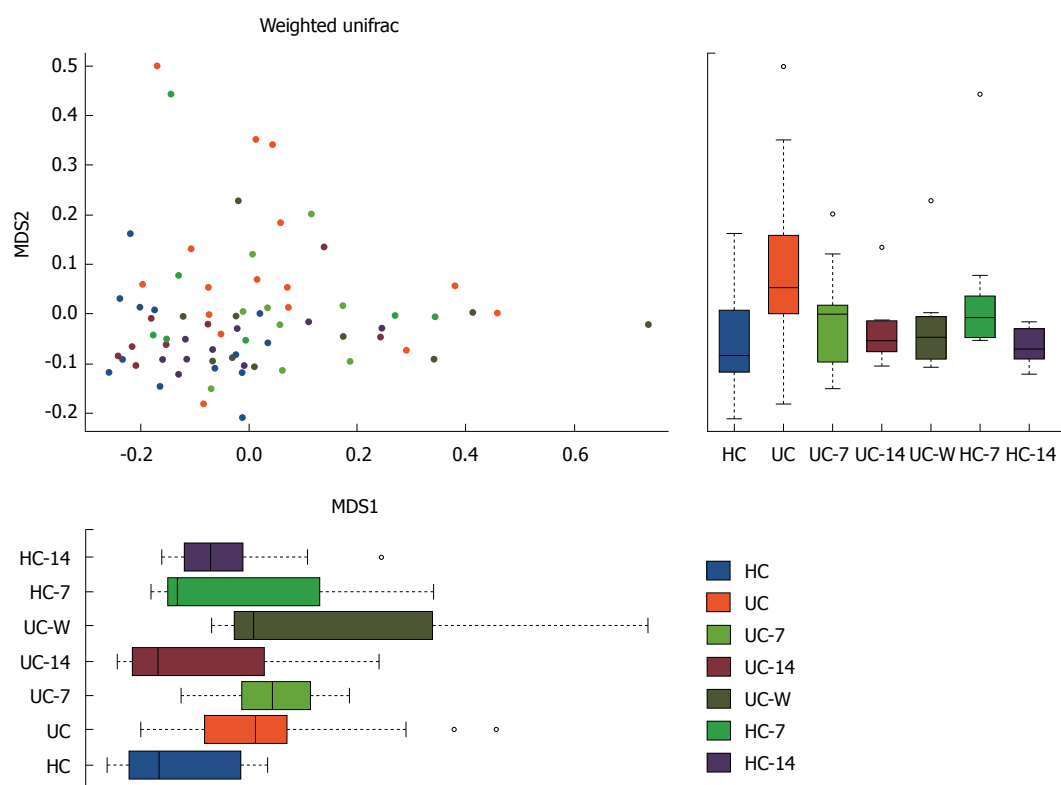 Weighted unifrac
MDS2
0.5
0.4
0.3
0.2
0.1
0.0
-0.1
-0.2
-0.2 0.0 0.2 0.4 0.6
MDS1
HC UC UC-7 UC-14 UC-W HC-7 HC-14
HC-14
HC-7
UC-W
UC-14
UC-7
UC
HC
HC
UC
UC-7
UC-14
UC-W
HC-7
HC-14